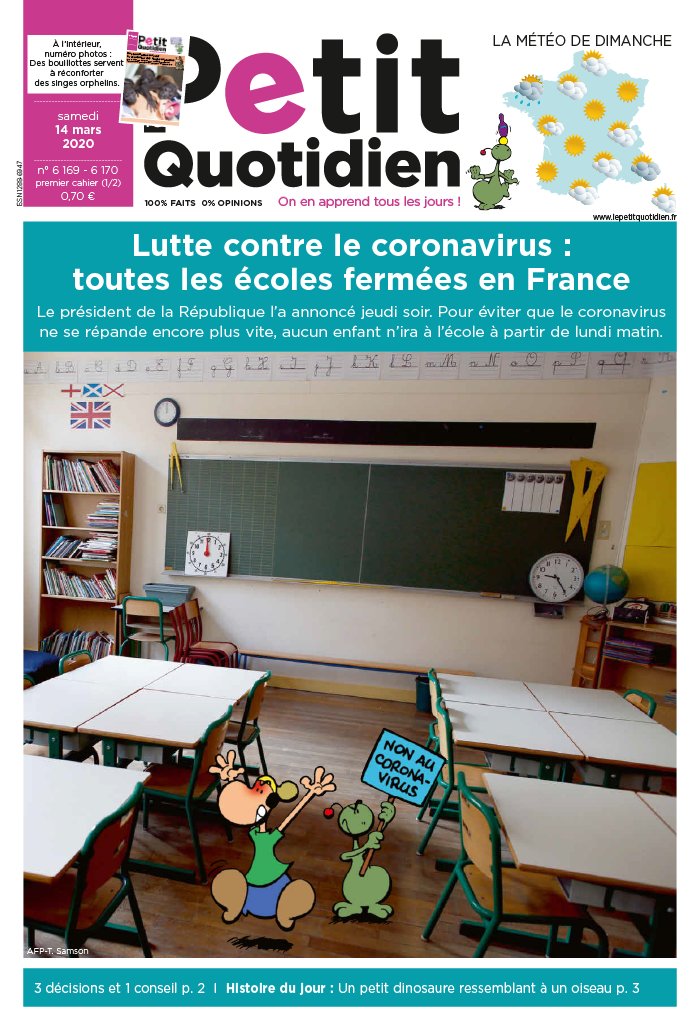 À l'intérieur,
numéro photos :
Des bouillottes servent
à réconforter
des singes orphelins.
Petit
Quotidien
samedi
14 mars
2020
n° 6 169 - 6 170
premier cahier (1/2)
0,70 €
Petit
Quotidien
100% FAITS 0% OPINIONS
On en apprend tous les jours !
LA MÉTÉO DE DIMANCHE
www.lepetitquotidien.fr
Lutte contre le coronavirus :
toutes les écoles fermées en France
Le président de la République l'a annoncé jeudi soir. Pour éviter que le coronavirus
ne se répande encore plus vite, aucun enfant n'ira à l'école à partir de lundi matin.
NON AU
CORONA-
VIRUS
AFP-T. Samson
3 décisions et 1 conseil p. 2 I Histoire du jour : Un petit dinosaure ressemblant à un oiseau p. 3